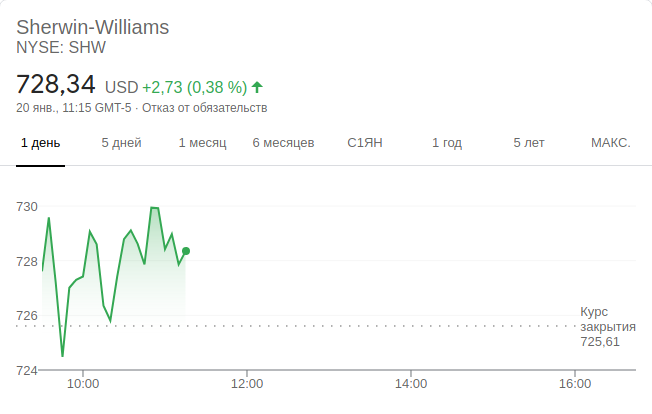 Sherwin-Williams
NYSE: SHW
728,34 USD +2,73 (0,38 %)
20 янв., 11:15 GMT-5 · Отказ от обязательств
1 день 5 дней 1 месяц 6 месяцев С1ЯН 1 год 5 лет МАКС.
730
728
726
724
Курс
закрытия
725,61
10:00 12:00 14:00 16:00